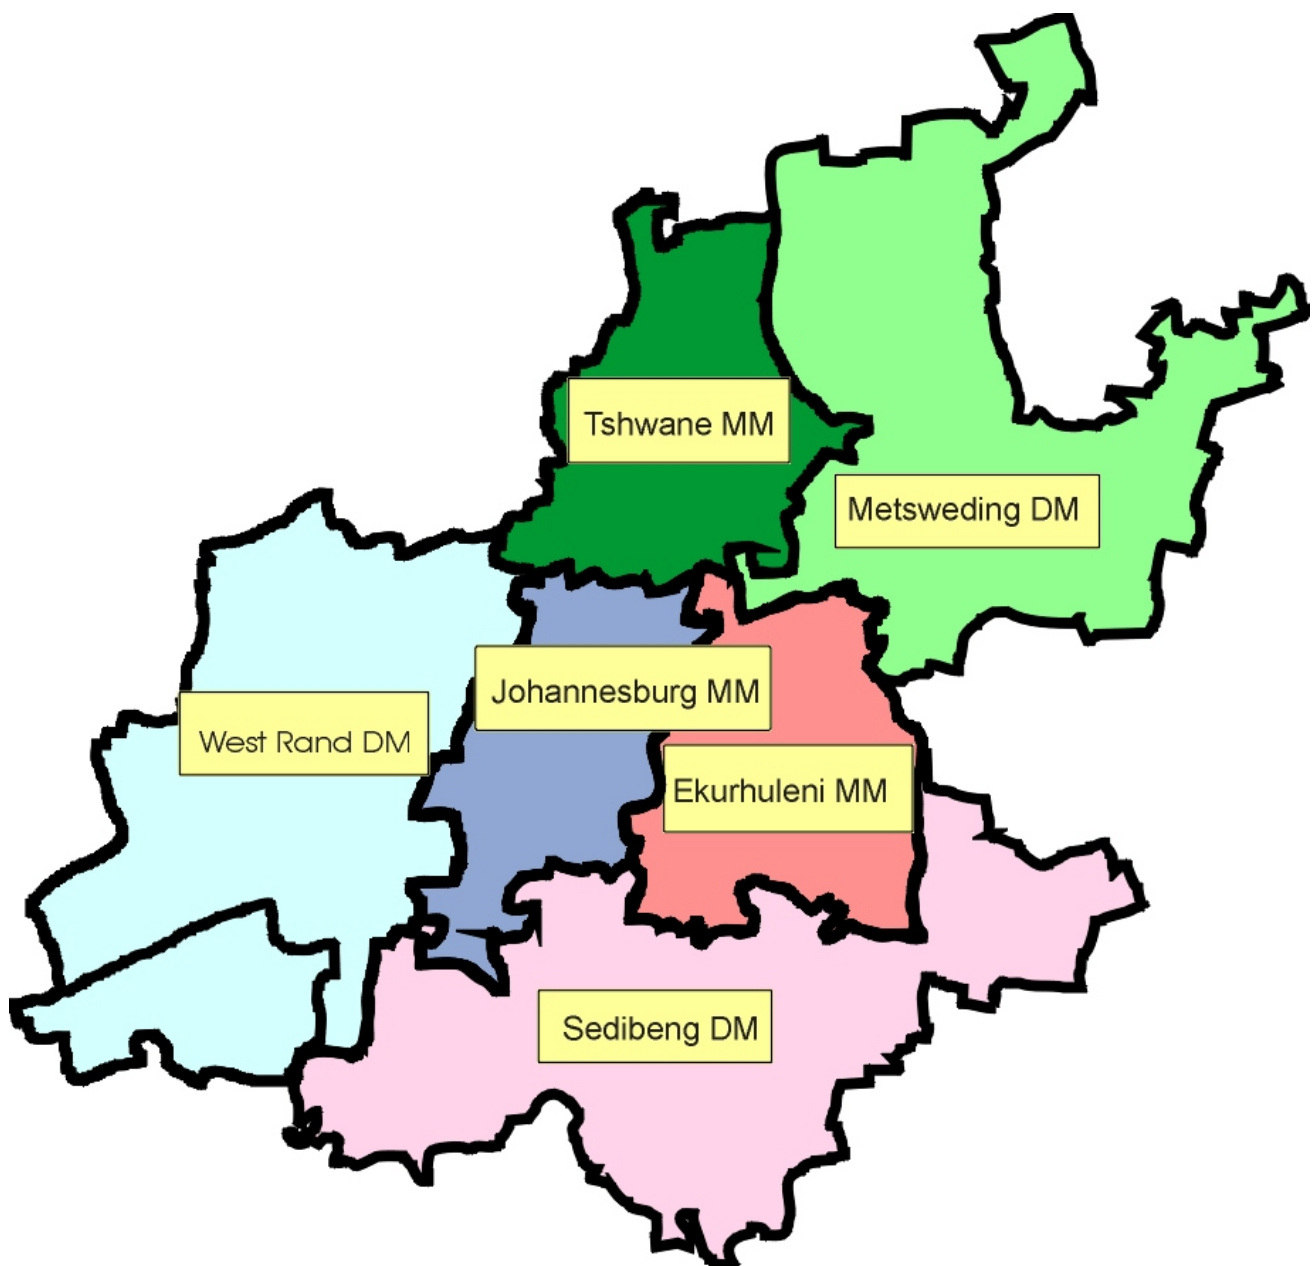 Tshwane MM
Metsweding DM
Johannesburg MM
West Rand DM
Ekurhuleni MM
Sedibeng DM